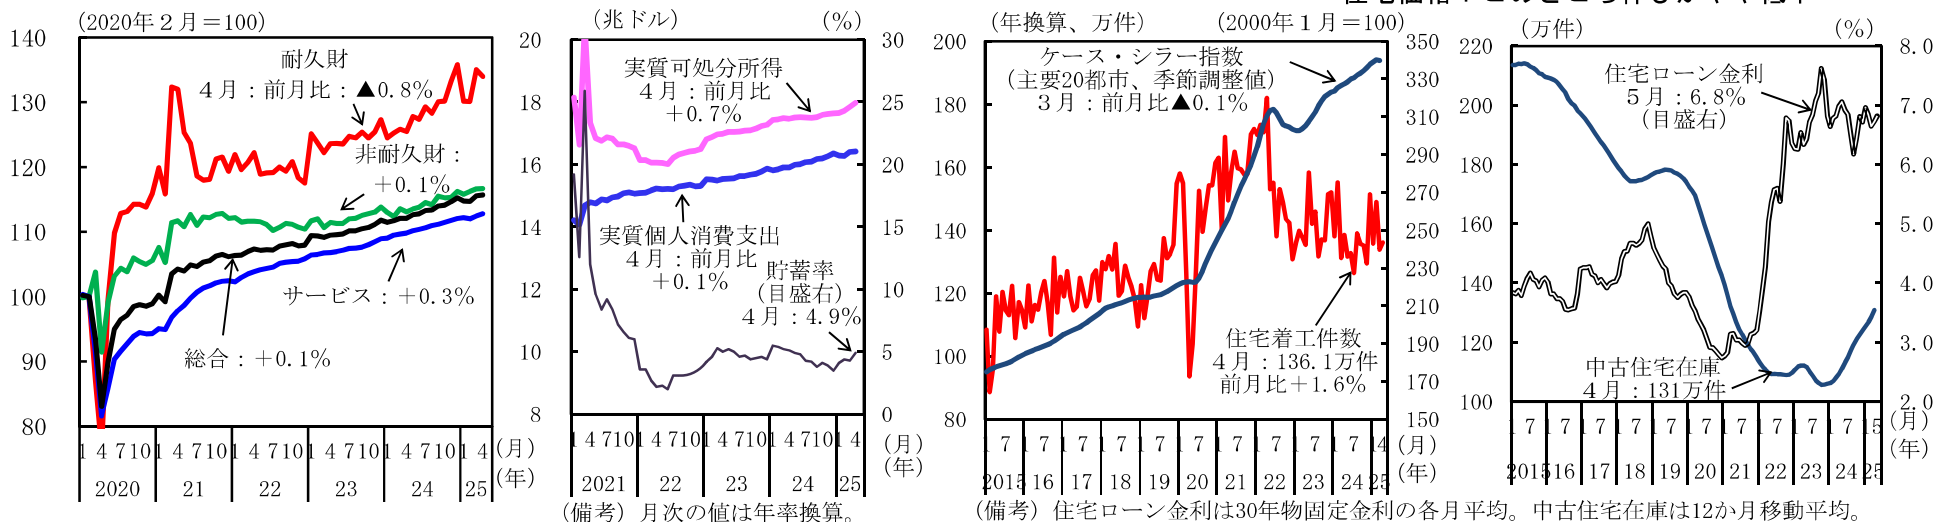 (2020年2月＝100)
140
130
120
110
100
90
80
耐久財
4月：前月比：▲0.8%
非耐久財：
＋0.1%
サービス：＋0.3%
総合：＋0.1%
1 4 7 10 1 4 7 10 1 4 7 10 1 4 7 10 1 4 7 10 1 4 (月)
2020 21 22 23 24 25 (年)
(兆ドル) (%)
20 18 16 14 12 10 8
30 25 20 15 10 5 0
実質可処分所得
4月：前月比
＋0.7%
実質個人消費支出
4月：前月比
＋0.1%
貯蓄率
(目盛右)
4月：4.9%
1 4 7 10 1 4 7 10 1 4 7 10 1 4 7 10 1 4 (月)
2021 22 23 24 25 (年)
(備考) 月次の値は年率換算。
(年換算、万件) (2000年1月＝100)
200 180 160 140 120 100 80
350 330 310 290 270 250 230 210 190 170 150
ケース・シラー指数
(主要20都市、季節調整値)
3月：前月比▲0.1%
住宅着工件数
4月：136.1万件
前月比＋1.6%
1 7 1 7 1 7 1 7 1 7 1 7 1 7 1 7 1 7 1 7 1 4 (月)
2015 16 17 18 19 20 21 22 23 24 25 (年)
(万件) (%)
220 200 180 160 140 120 100
8.0 7.0 6.0 5.0 4.0 3.0 2.0
住宅ローン金利
5月：6.8%
(目盛右)
中古住宅在庫
4月：131万件
1 7 1 7 1 7 1 7 1 7 1 7 1 7 1 7 1 7 1 7 1 5 (月)
2015 16 17 18 19 20 21 22 23 24 25 (年)
(備考) 住宅ローン金利は30年物固定金利の各月平均。中古住宅在庫は12か月移動平均。